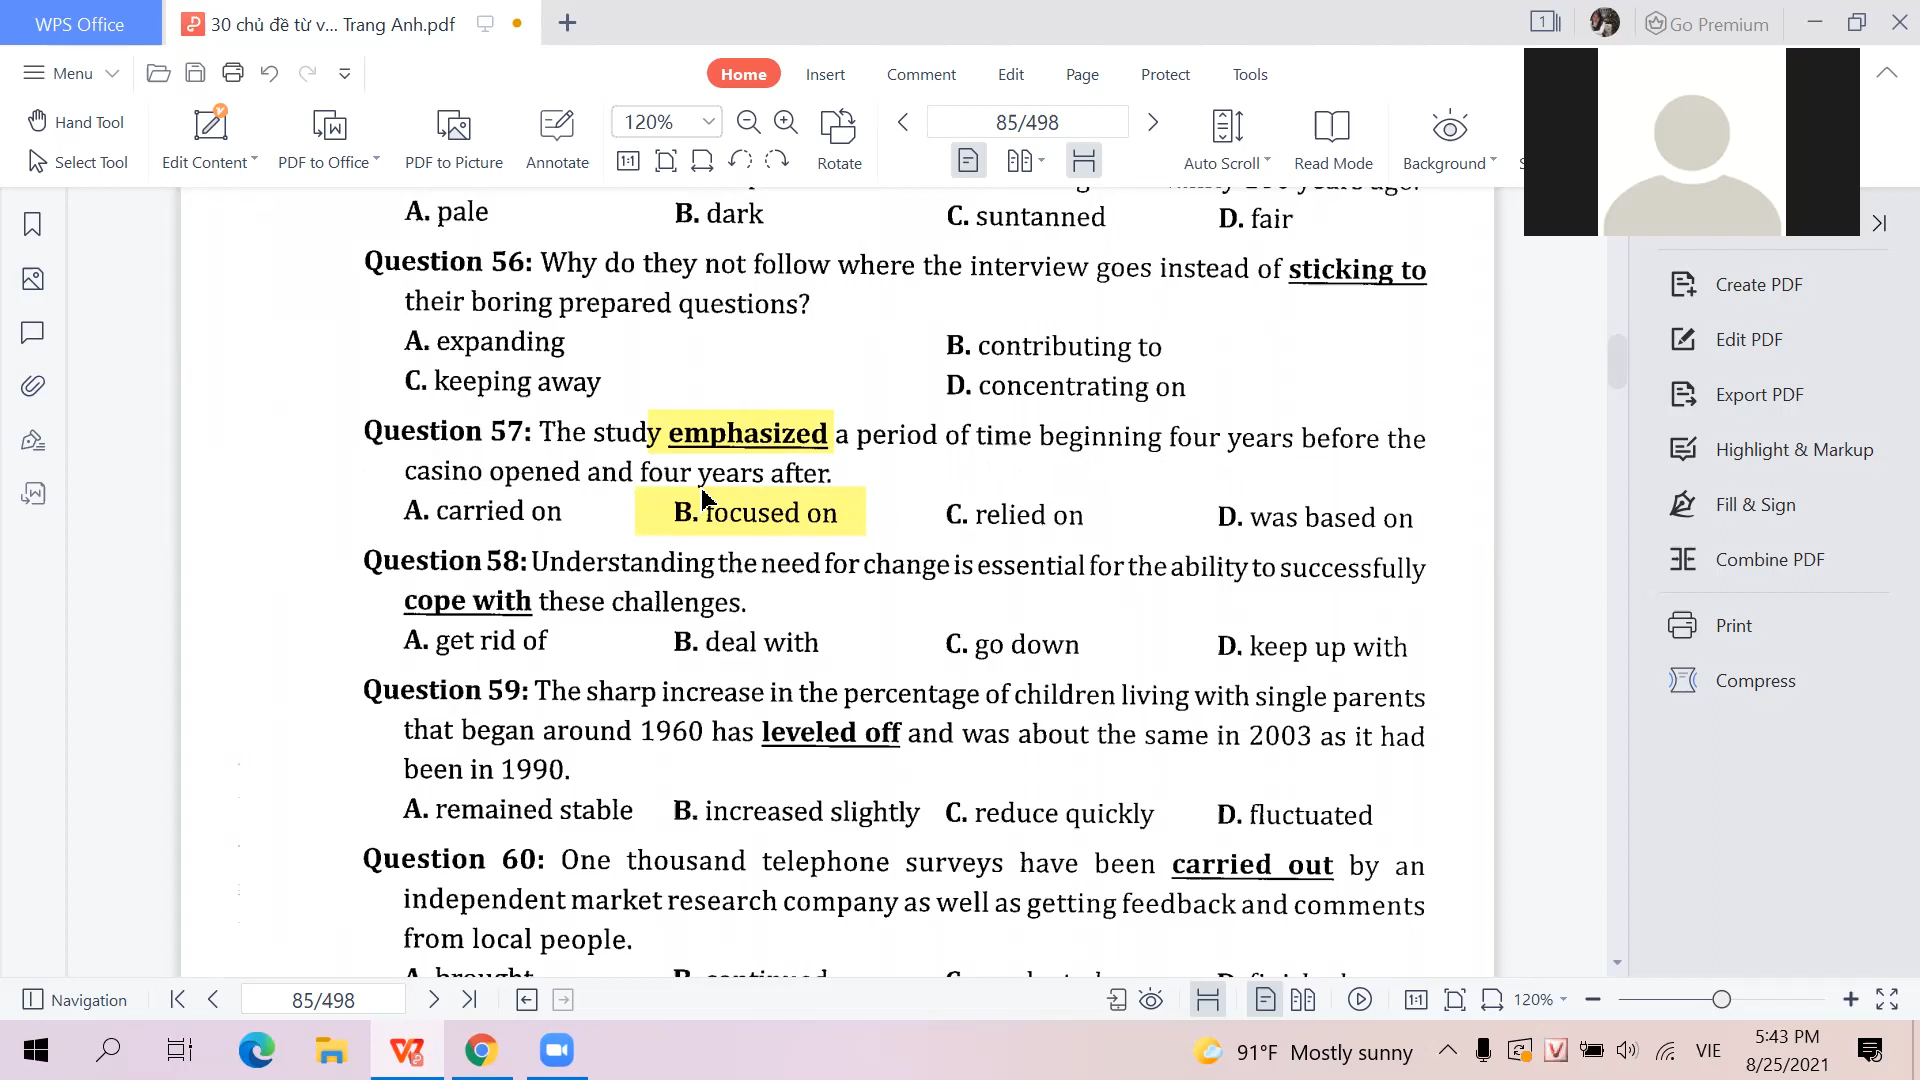 WPS Office
30 chủ đề từ v... Trang Anh.pdf
1
Go Premium
Menu
Home Insert Comment Edit Page Protect Tools
Hand Tool
Select Tool
Edit Content
PDF to Office
PDF to Picture
Annotate
120%
1:1
Rotate
85/498
Auto Scroll
Read Mode
Background
years ago.
A. pale B. dark C. suntanned D. fair
Question 56: Why do they not follow where the interview goes instead of sticking to
their boring prepared questions?
A. expanding B. contributing to
C. keeping away D. concentrating on
Question 57: The study emphasized a period of time beginning four years before the
casino opened and four years after.
A. carried on B. focused on C. relied on D. was based on
Question 58: Understanding the need for change is essential for the ability to successfully
cope with these challenges.
A. get rid of B. deal with C. go down D. keep up with
Question 59: The sharp increase in the percentage of children living with single parents
that began around 1960 has leveled off and was about the same in 2003 as it had
been in 1990.
A. remained stable B. increased slightly C. reduce quickly D. fluctuated
Question 60: One thousand telephone surveys have been carried out by an
independent market research company as well as getting feedback and comments
from local people.
A. brought B. continued
Create PDF
Edit PDF
Export PDF
Highlight & Markup
Fill & Sign
Combine PDF
Print
Compress
Navigation
85/498
1:1
120%
91°F Mostly sunny
VIE
5:43 PM
8/25/2021